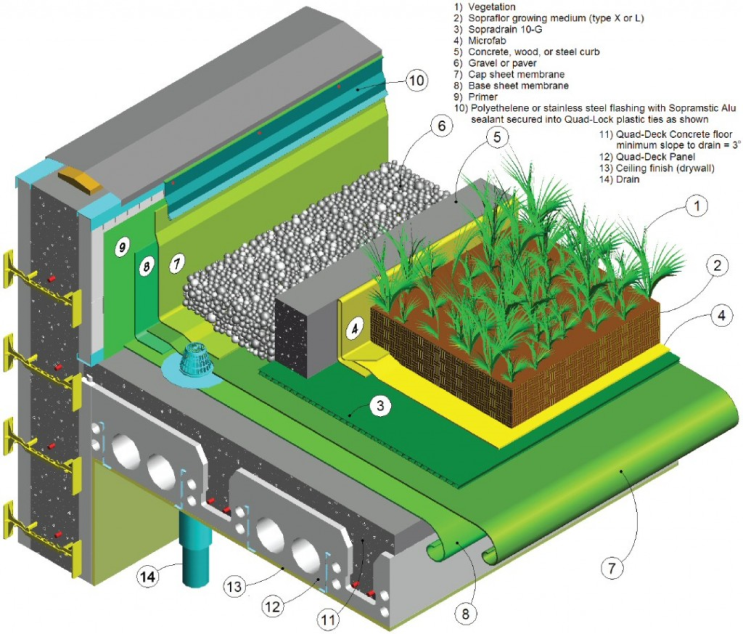 1) Vegetation
2) Sopraflor growing medium (type X or L)
3) Sopradrain 10-G
4) Microfab
5) Concrete, wood, or steel curb
6) Gravel or paver
7) Cap sheet membrane
8) Base sheet membrane
9) Primer
10) Polyethelene or stainless steel flashing with Sopramstic Alu
sealant secured into Quad-Lock plastic ties as shown
11) Quad-Deck Concrete floor
minimum slope to drain = 3°
12) Quad-Deck Panel
13) Ceiling finish (drywall)
14) Drain
10
6
5
1
9
8
7
2
4
4
3
7
14
13
12
11
8